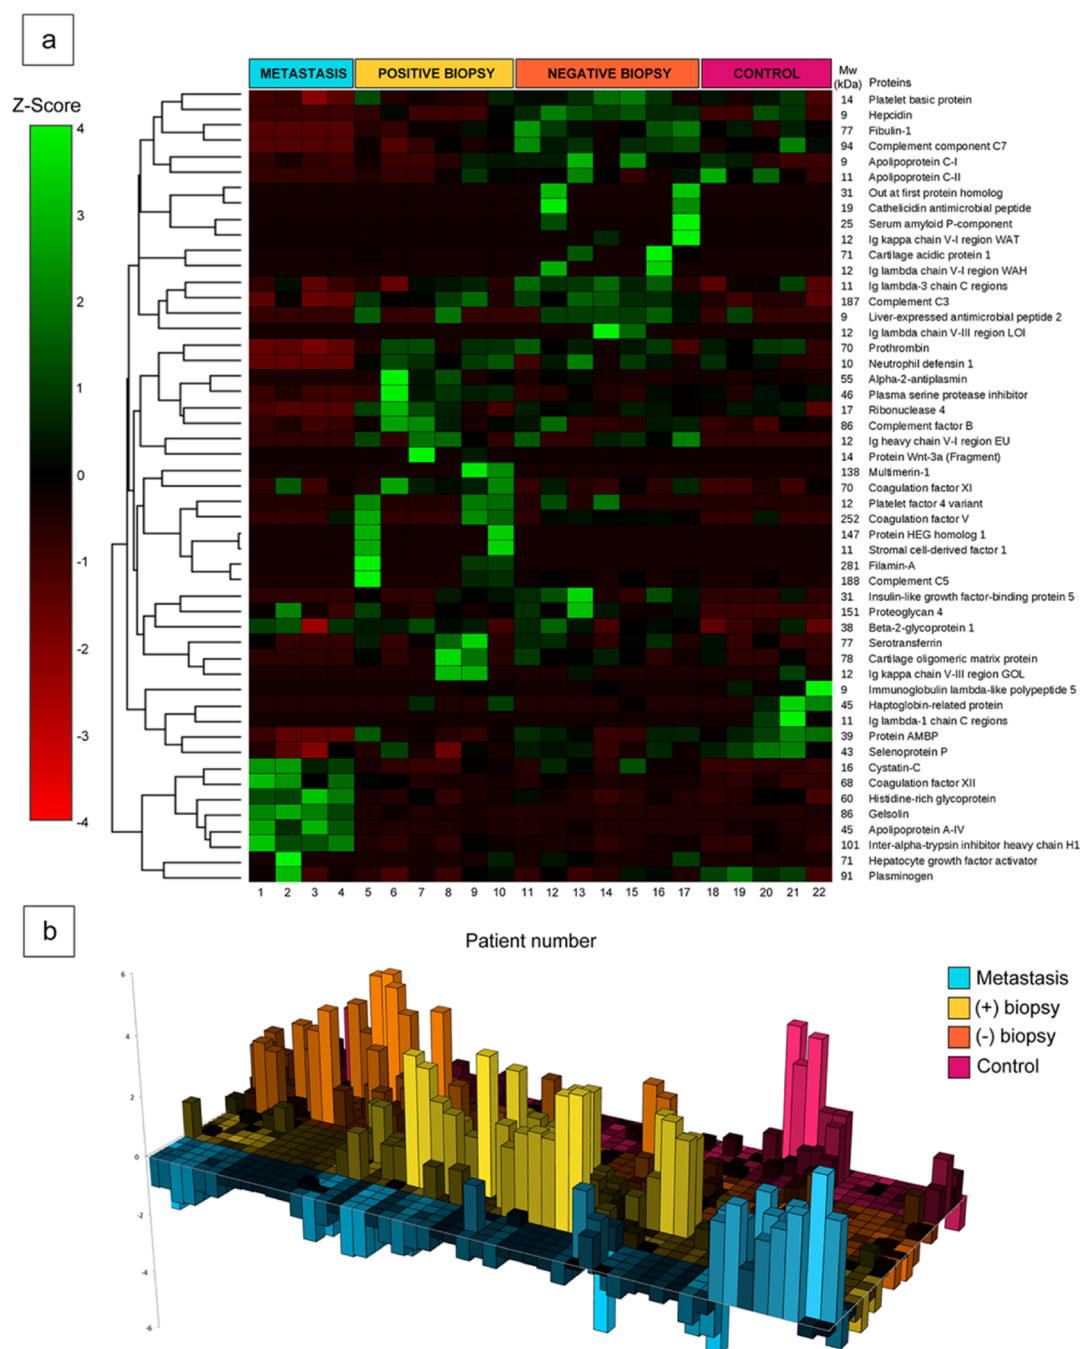 a
METASTASIS POSITIVE BIOPSY NEGATIVE BIOPSY CONTROL
Mw (kDa) Proteins
Z-Score
4
3
2
1
0
-1
-2
-3
-4
14 Platelet basic protein
9 Hepcidin
77 Fibulin-1
94 Complement component C7
9 Apolipoprotein C-I
11 Apolipoprotein C-II
31 Out at first protein homolog
19 Cathelicidin antimicrobial peptide
25 Serum amyloid P-component
12 Ig kappa chain V-I region WAT
71 Cartilage acidic protein 1
12 Ig lambda chain V-I region WAH
11 Ig lambda-3 chain C regions
187 Complement C3
9 Liver-expressed antimicrobial peptide 2
12 Ig lambda chain V-III region LOI
70 Prothrombin
10 Neutrophil defensin 1
55 Alpha-2-antiplasmin
46 Plasma serine protease inhibitor
17 Ribonuclease 4
86 Complement factor B
12 Ig heavy chain V-I region EU
14 Protein Wnt-3a (Fragment)
138 Multimerin-1
70 Coagulation factor XI
12 Platelet factor 4 variant
252 Coagulation factor V
147 Protein HEG homolog 1
11 Stromal cell-derived factor 1
281 Filamin-A
188 Complement C5
31 Insulin-like growth factor-binding protein 5
151 Proteoglycan 4
38 Beta-2-glycoprotein 1
77 Serotransferrin
78 Cartilage oligomeric matrix protein
12 Ig kappa chain V-III region GOL
9 Immunoglobulin lambda-like polypeptide 5
45 Haptoglobin-related protein
11 Ig lambda-1 chain C regions
39 Protein AMBP
43 Selenoprotein P
16 Cystatin-C
68 Coagulation factor XII
60 Histidine-rich glycoprotein
86 Gelsolin
45 Apolipoprotein A-IV
101 Inter-alpha-trypsin inhibitor heavy chain H1
71 Hepatocyte growth factor activator
91 Plasminogen
1 2 3 4 5 6 7 8 9 10 11 12 13 14 15 16 17 18 19 20 21 22
Patient number
b
6
4
2
0
-2
-4
-6
Metastasis
(+) biopsy
(-) biopsy
Control